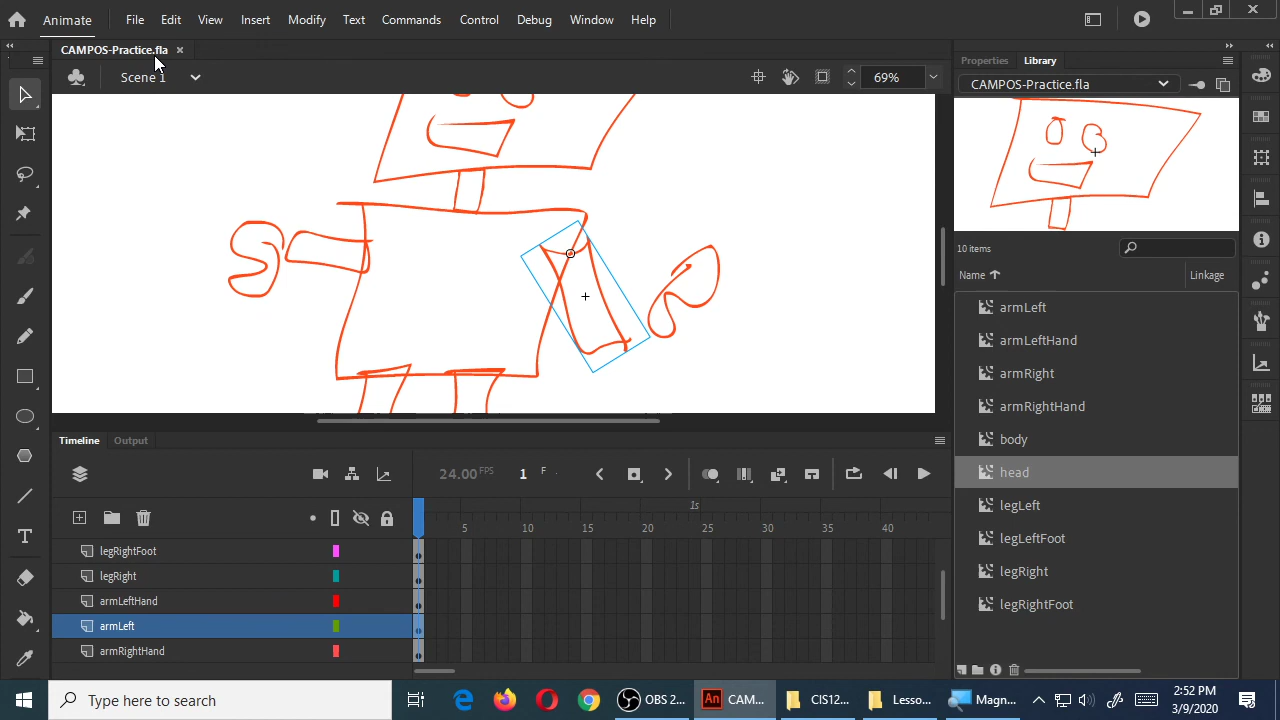 Animate File Edit View Insert Modify Text Commands Control Debug Window Help
CAMPOS-Practice.fla
Properties Library
Scene 1 69% CAMPOS-Practice.fla
10 items
Name Linkage
armLeft
armLeftHand
armRight
armRightHand
body
head
legLeft
legLeftFoot
legRight
legRightFoot
Timeline Output
24.00 FPS 1 F
1s
5 10 15 20 25 30 35 40
legRightFoot
legRight
armLeftHand
armLeft
armRightHand
Type here to search OBS 2... An CAM... CIS12... Lesso... Magn... 2:52 PM
3/9/2020